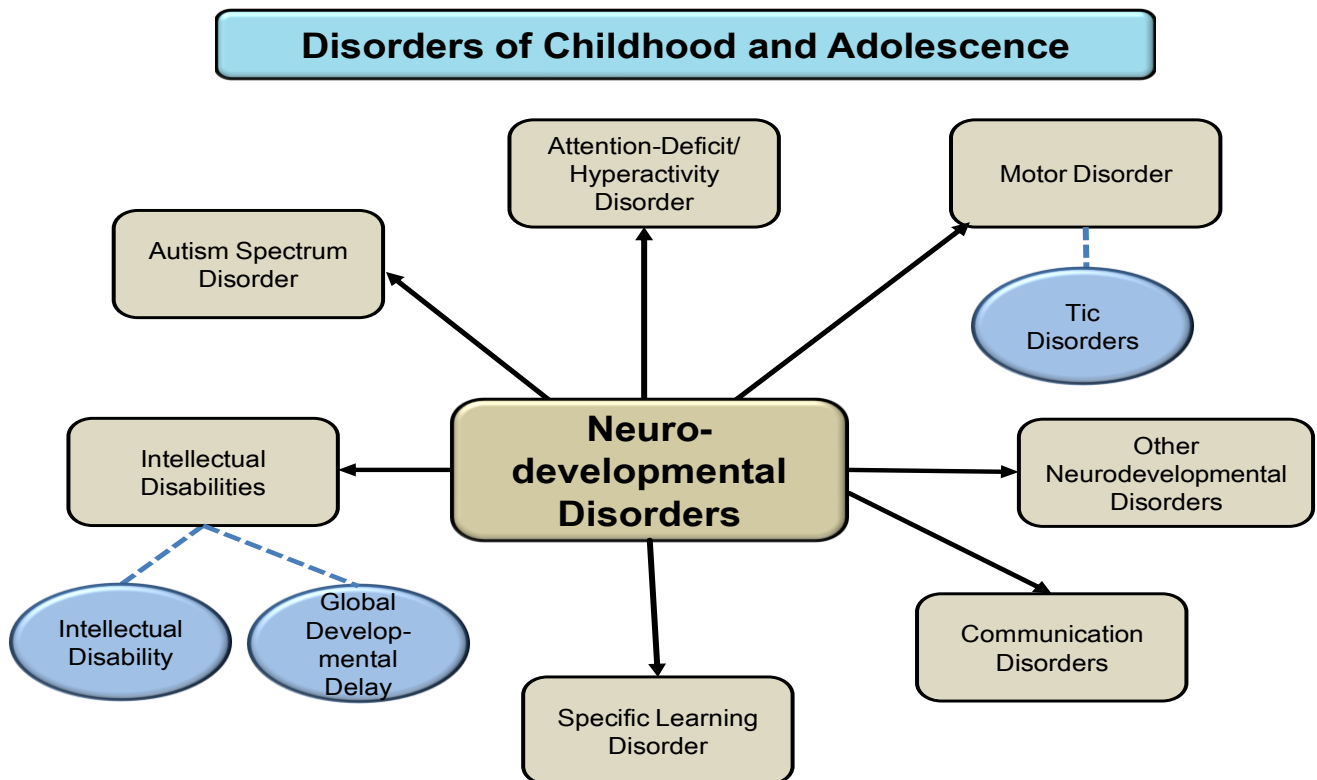 Disorders of Childhood and Adolescence
Attention-Deficit/
Hyperactivity
Disorder
Motor Disorder
Autism Spectrum
Disorder
Tic
Disorders
Neuro-
developmental
Disorders
Intellectual
Disabilities
Other
Neurodevelopmental
Disorders
Intellectual
Disability
Global
Develop-
mental
Delay
Communication
Disorders
Specific Learning
Disorder